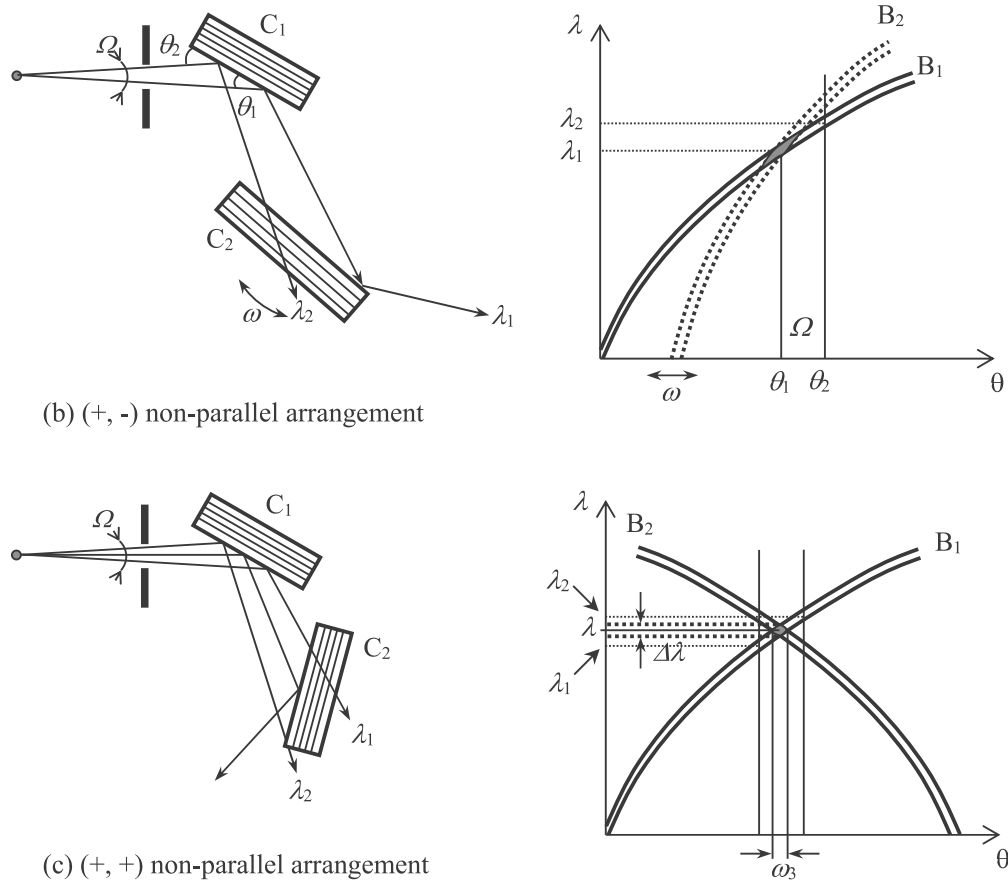 C₁
Ω
θ₂
θ₁
C₂
ω
λ₂
λ₁
λ
B₂
B₁
λ₂
λ₁
Ω
ω
θ₁
θ₂
θ
(b) (+, -) non-parallel arrangement
C₁
Ω
C₂
λ₁
λ₂
λ
B₂
B₁
λ₂
λ
Δλ
λ₁
ω₃
θ
(c) (+, +) non-parallel arrangement